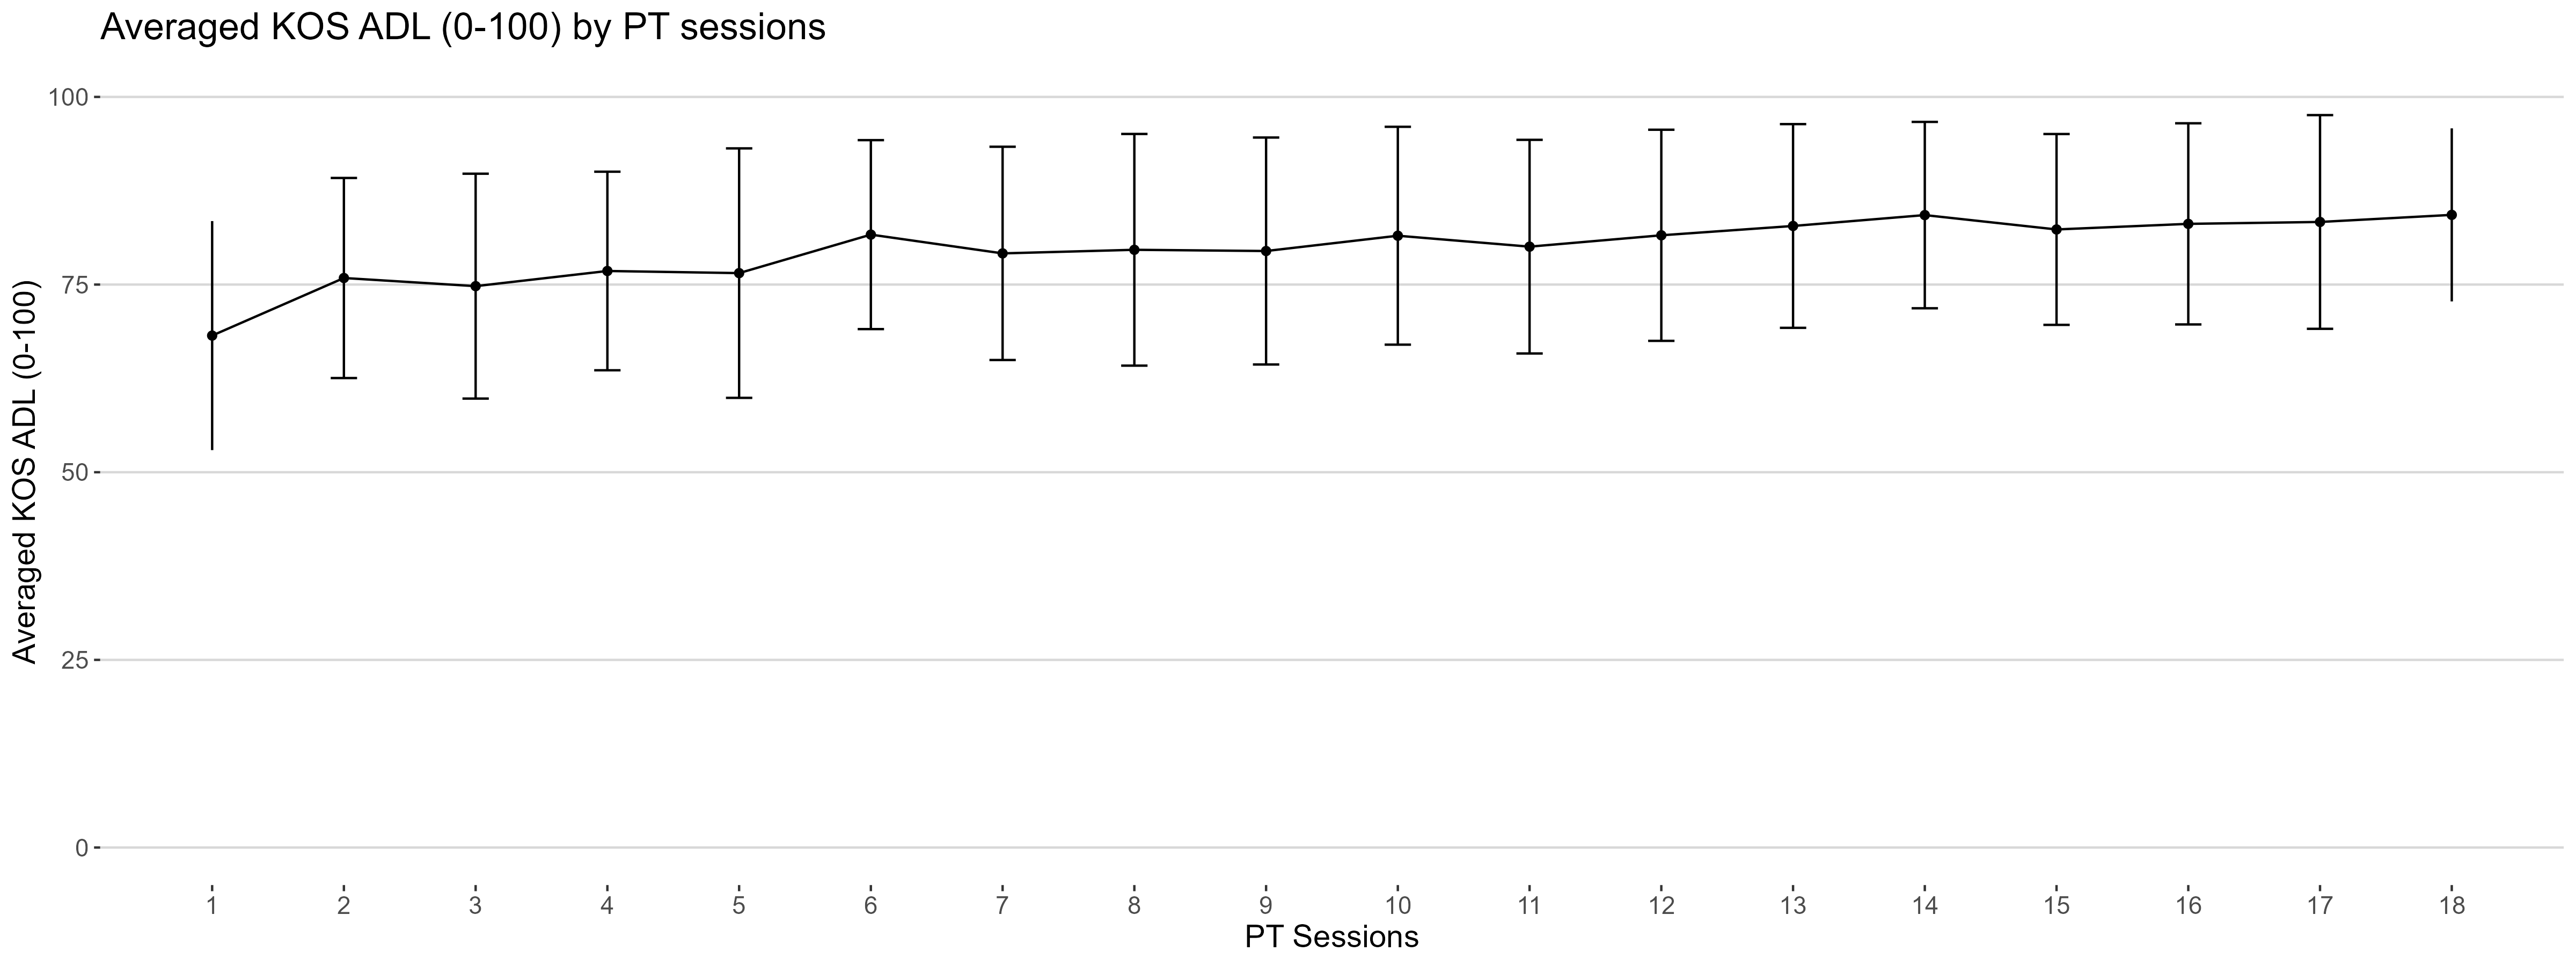 Averaged KOS ADL (0-100) by PT sessions
Averaged KOS ADL (0-100)
100
75
50
25
0
1 2 3 4 5 6 7 8 9 10 11 12 13 14 15 16 17 18
PT Sessions